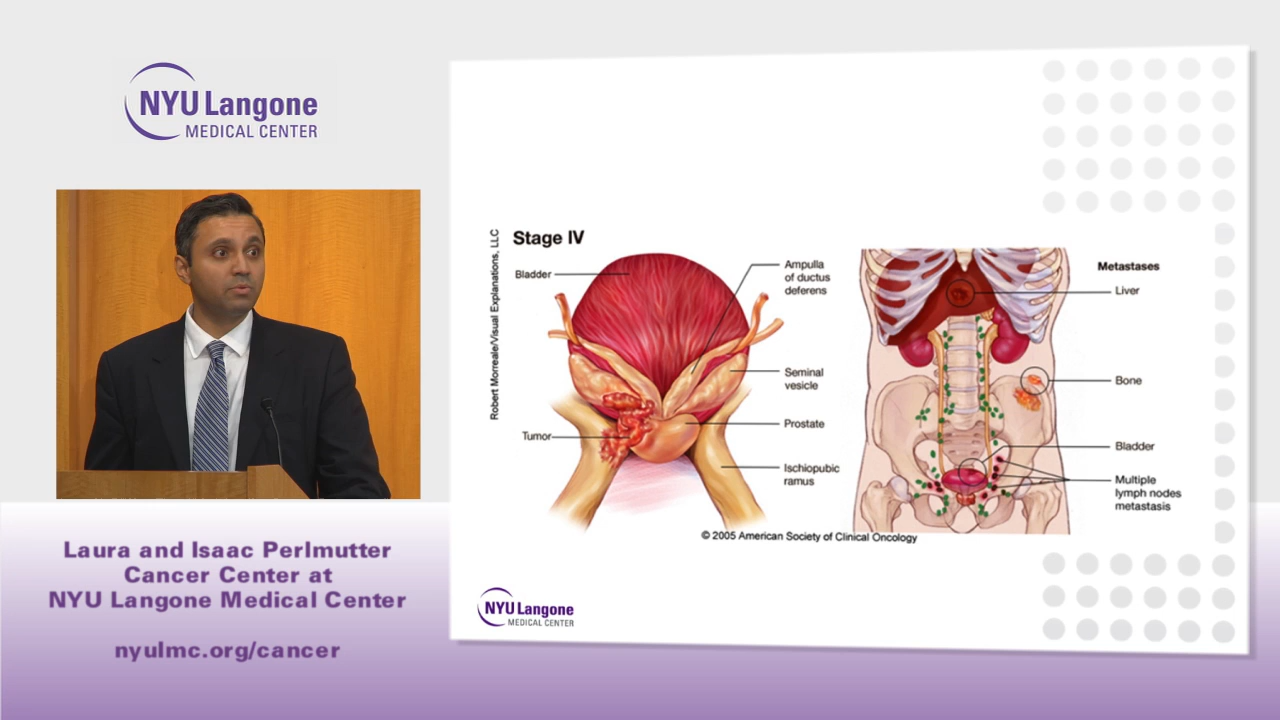 NYU Langone
MEDICAL CENTER
Laura and Isaac Perlmutter
Cancer Center at
NYU Langone Medical Center
nyulmc.org/cancer
Robert Morreale/Visual Explanations, LLC
Stage IV
Bladder
Tumor
Ampulla
of ductus
deferens
Seminal
vesicle
Prostate
Ischiopubic
ramus
Metastases
Liver
Bone
Bladder
Multiple
lymph nodes
metastasis
© 2005 American Society of Clinical Oncology
NYU Langone
MEDICAL CENTER